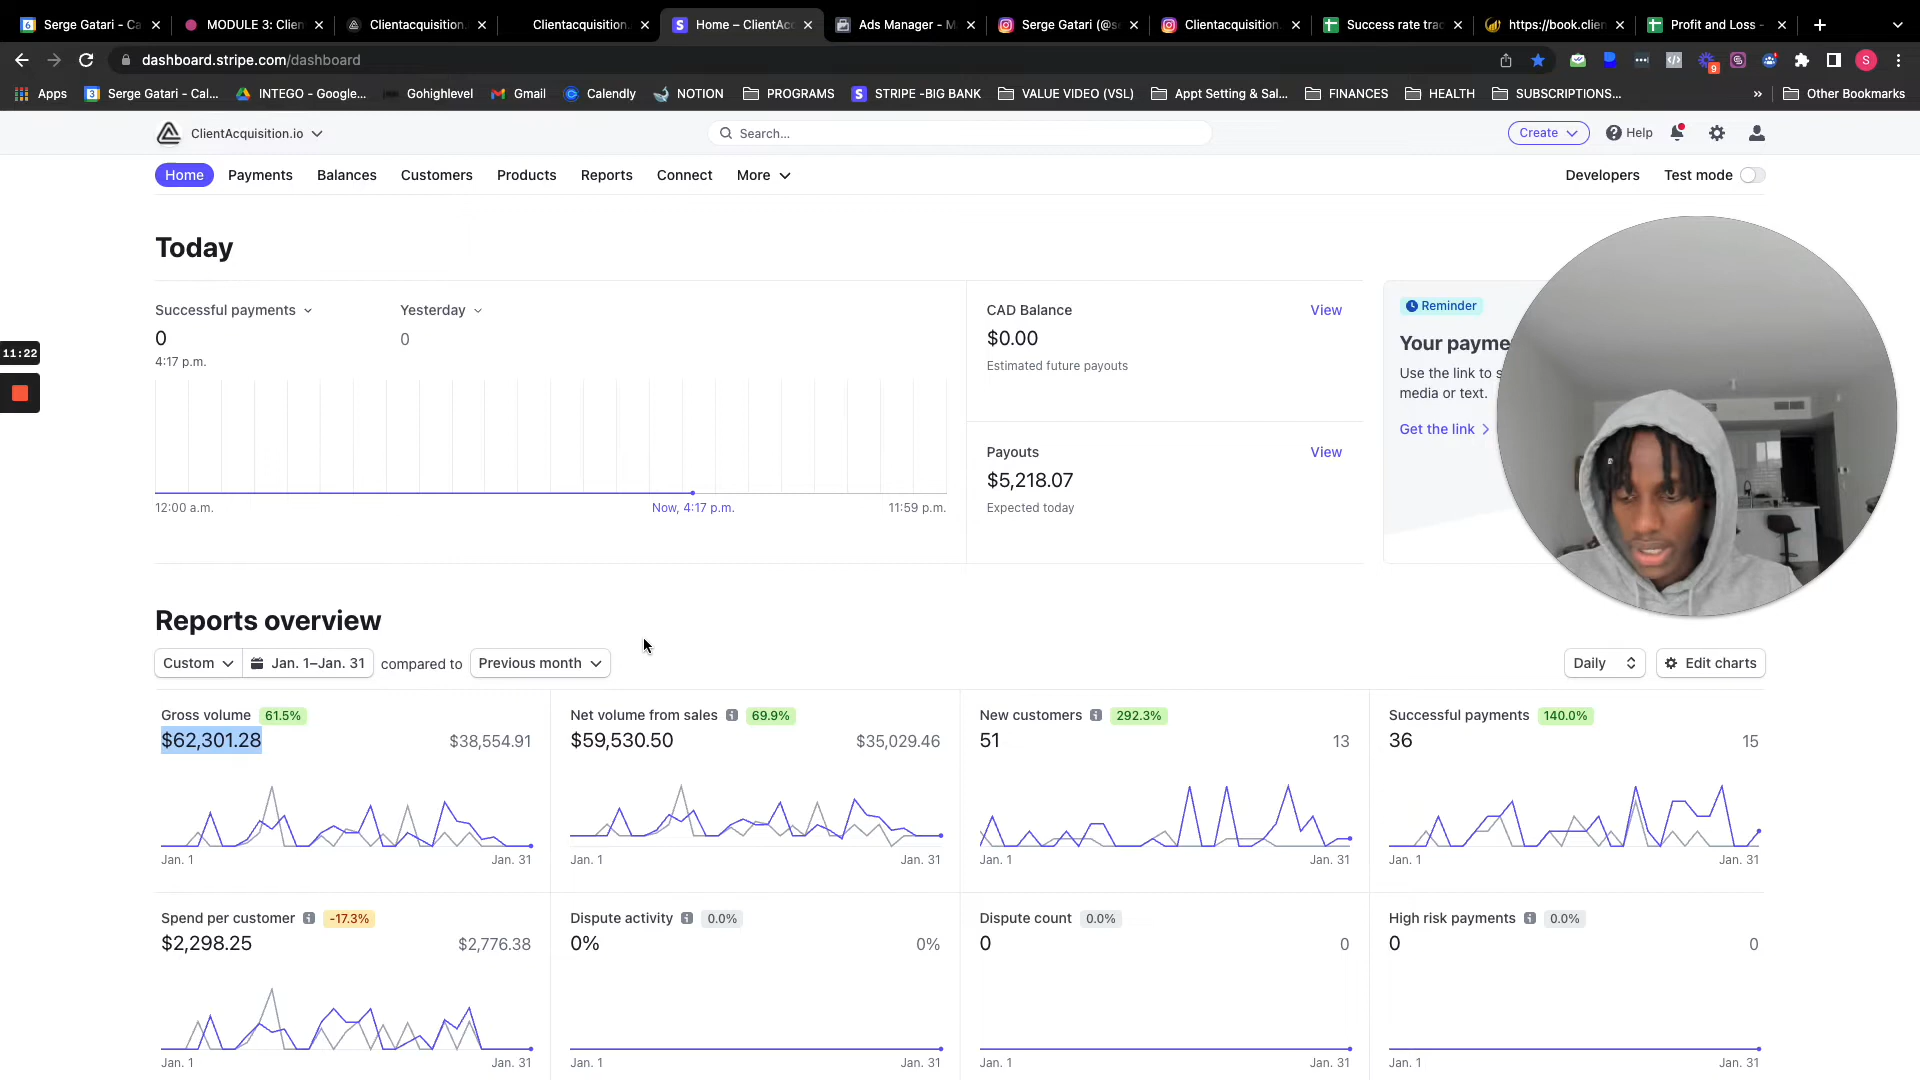 Serge Gatari - C
MODULE 3: Clien
Clientacquisition.
Clientacquisition.
Home – ClientAc
Ads Manager - M
Serge Gatari (@s
Clientacquisition.
Success rate trac
https://book.clien
Profit and Loss -
dashboard.stripe.com/dashboard
9
S
Apps
Serge Gatari - Cal...
INTEGO - Google...
Gohighlevel
Gmail
Calendly
NOTION
PROGRAMS
STRIPE -BIG BANK
VALUE VIDEO (VSL)
Appt Setting & Sal...
FINANCES
HEALTH
SUBSCRIPTIONS...
»
Other Bookmarks
ClientAcquisition.io
Search...
Create
Help
Home
Payments
Balances
Customers
Products
Reports
Connect
More
Developers
Test mode
Today
Successful payments
Yesterday
0
0
4:17 p.m.
12:00 a.m.
Now, 4:17 p.m.
11:59 p.m.
CAD Balance
View
$0.00
Estimated future payouts
Payouts
View
$5,218.07
Expected today
Reminder
Your payme
Use the link to s
media or text.
Get the link
11:22
Reports overview
Custom
Jan. 1–Jan. 31
compared to
Previous month
Daily
Edit charts
Gross volume 61.5%
$62,301.28
$38,554.91
Jan. 1
Jan. 31
Net volume from sales 69.9%
$59,530.50
$35,029.46
Jan. 1
Jan. 31
New customers 292.3%
51
13
Jan. 1
Jan. 31
Successful payments 140.0%
36
15
Jan. 1
Jan. 31
Spend per customer -17.3%
$2,298.25
$2,776.38
Jan. 1
Jan. 31
Dispute activity 0.0%
0%
0%
Jan. 1
Jan. 31
Dispute count 0.0%
0
0
Jan. 1
Jan. 31
High risk payments 0.0%
0
0
Jan. 1
Jan. 31